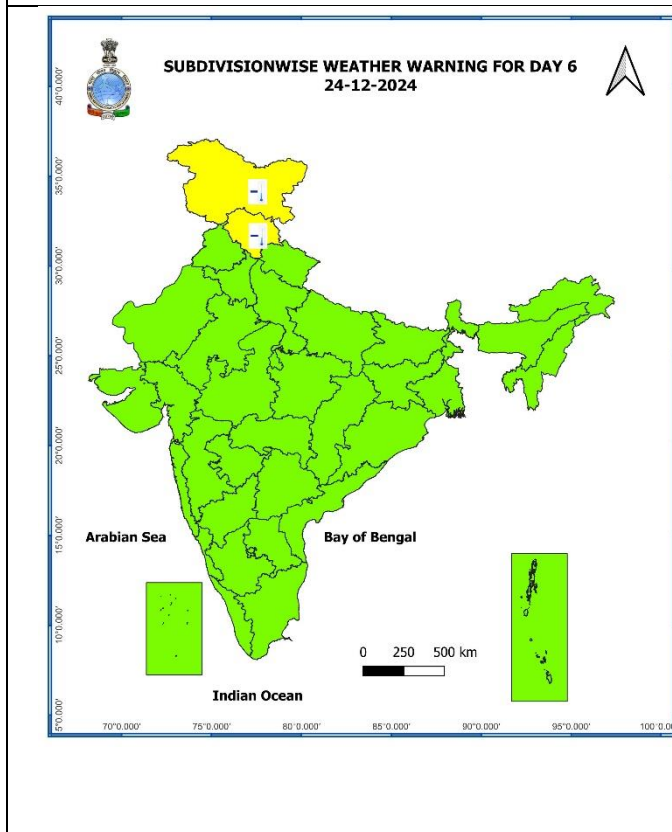 SUBDIVISIONWISE WEATHER WARNING FOR DAY 6
24-12-2024
40°0.000'
35°0.000'
30°0.000'
25°0.000'
20°0.000'
15°0.000'
10°0.000'
5°0.000'
Arabian Sea
Bay of Bengal
0 250 500 km
Indian Ocean
70°0.000' 75°0.000' 80°0.000' 85°0.000' 90°0.000' 95°0.000' 100°0.0